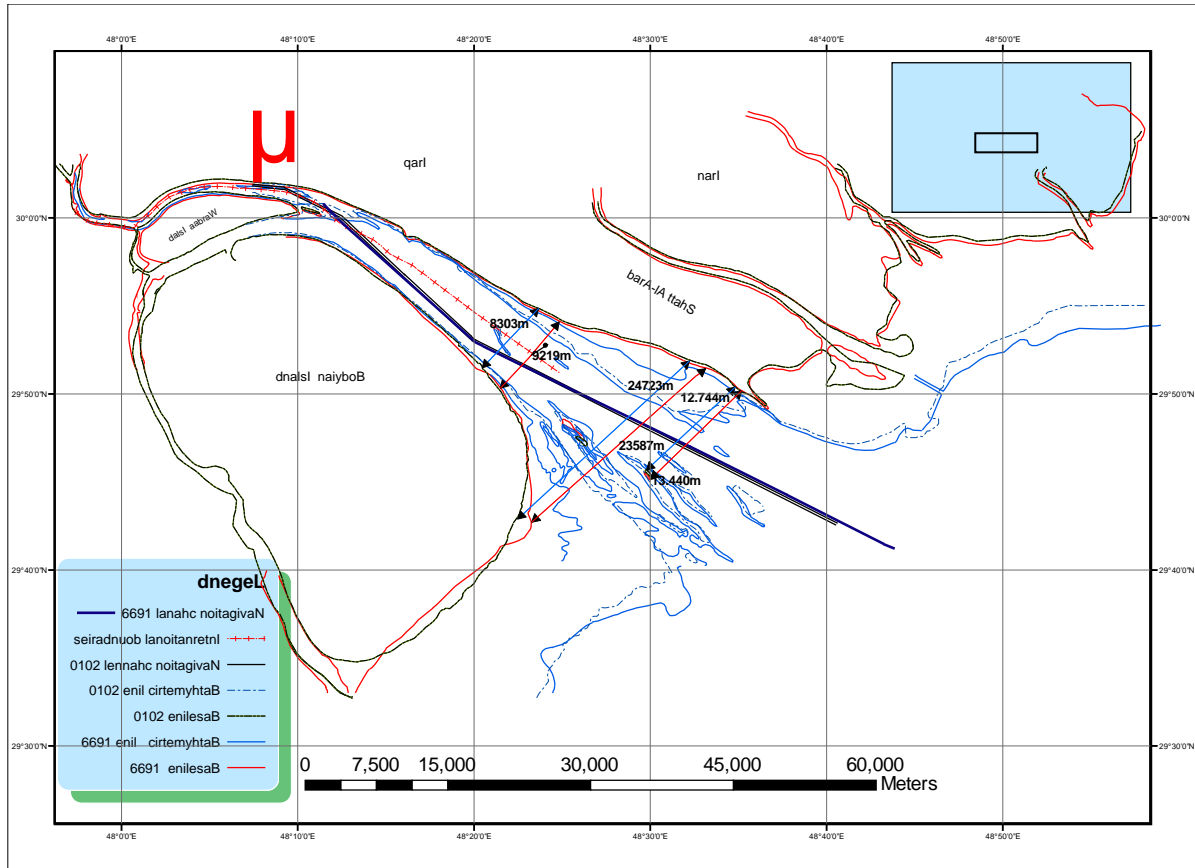 48°0'0"E 48°10'0"E 48°20'0"E 48°30'0"E 48°40'0"E 48°50'0"E
µ
qarI
narI
30°0'0"N 30°0'0"N
dalsI aabraW
barA-lA ttahS
8303m
9219m
dnalsI naiyboB
24723m
12.744m
29°50'0"N 29°50'0"N
23587m
13.440m
29°40'0"N 29°40'0"N
dnegeL
6691 lanahc noitagivaN
seiradnuob lanoitanretnI
0102 lennahc noitagivaN
0102 enil cirtemyhtaB
0102 enilesaB
6691 enil cirtemyhtaB
6691 enilesaB
29°30'0"N 29°30'0"N
0 7,500 15,000 30,000 45,000 60,000
Meters
48°0'0"E 48°10'0"E 48°20'0"E 48°30'0"E 48°40'0"E 48°50'0"E